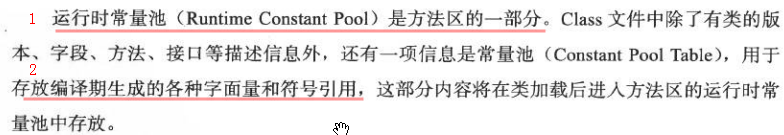 1 运行时常量池（Runtime Constant Pool）是方法区的一部分。Class 文件中除了有类的版
本、字段、方法、接口等描述信息外，还有一项信息是常量池（Constant Pool Table），用于
2
存放编译期生成的各种字面量和符号引用，这部分内容将在类加载后进入方法区的运行时常
量池中存放。